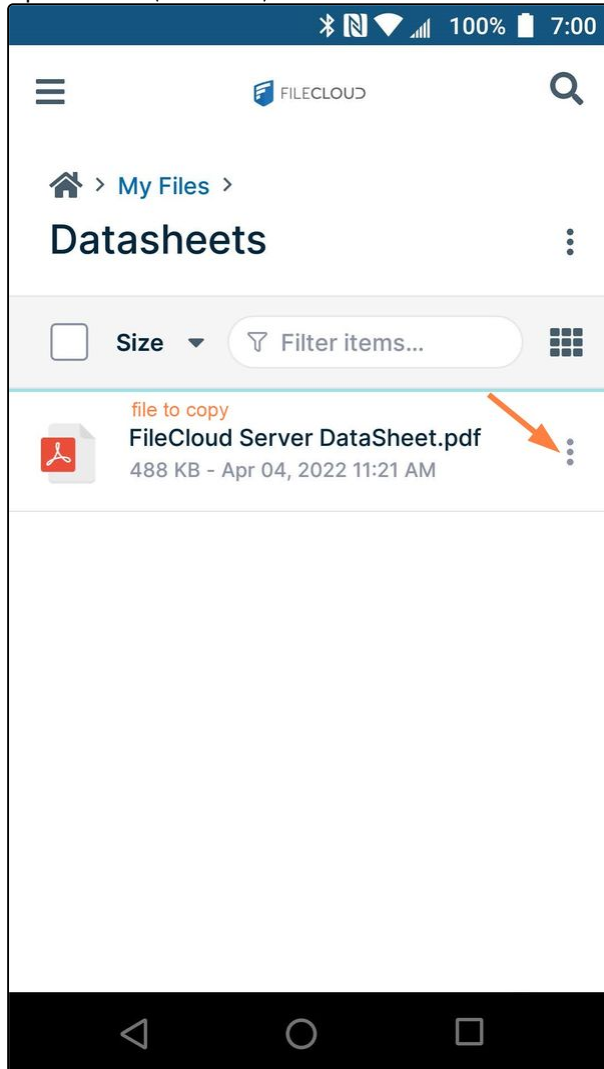 100% 7:00
FILECLOUD
> My Files >
Datasheets
Size Filter items...
file to copy
FileCloud Server DataSheet.pdf
488 KB - Apr 04, 2022 11:21 AM